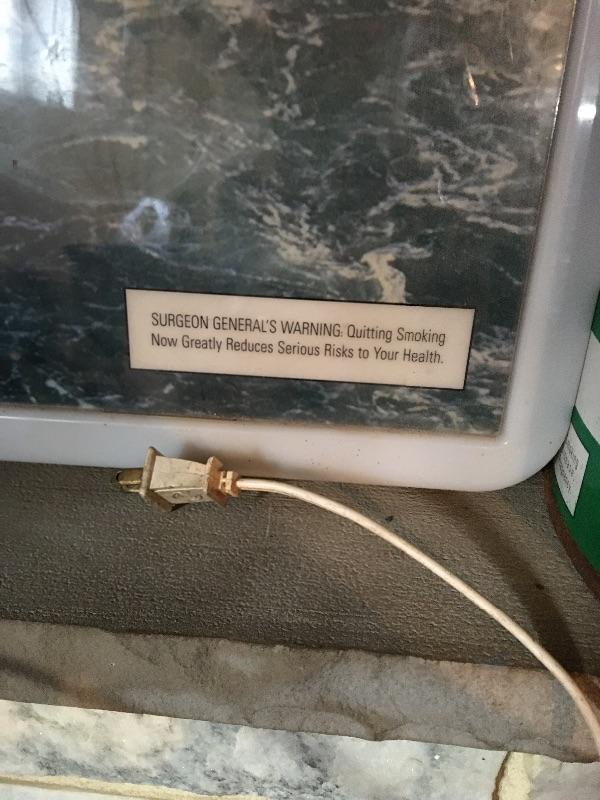 SURGEON GENERAL'S WARNING: Quitting Smoking
Now Greatly Reduces Serious Risks to Your Health.